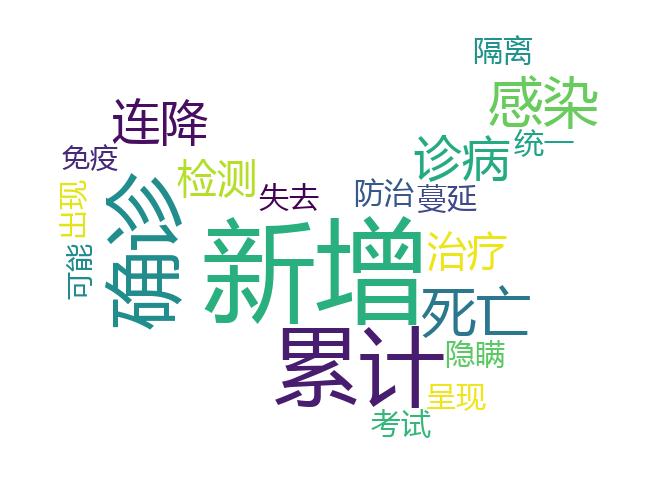 隔离
感染
连降
统一
诊病
免疫
检测
失去
防治
蔓延
出现
确诊
新增
治疗
可能
死亡
累计
隐瞒
呈现
考试